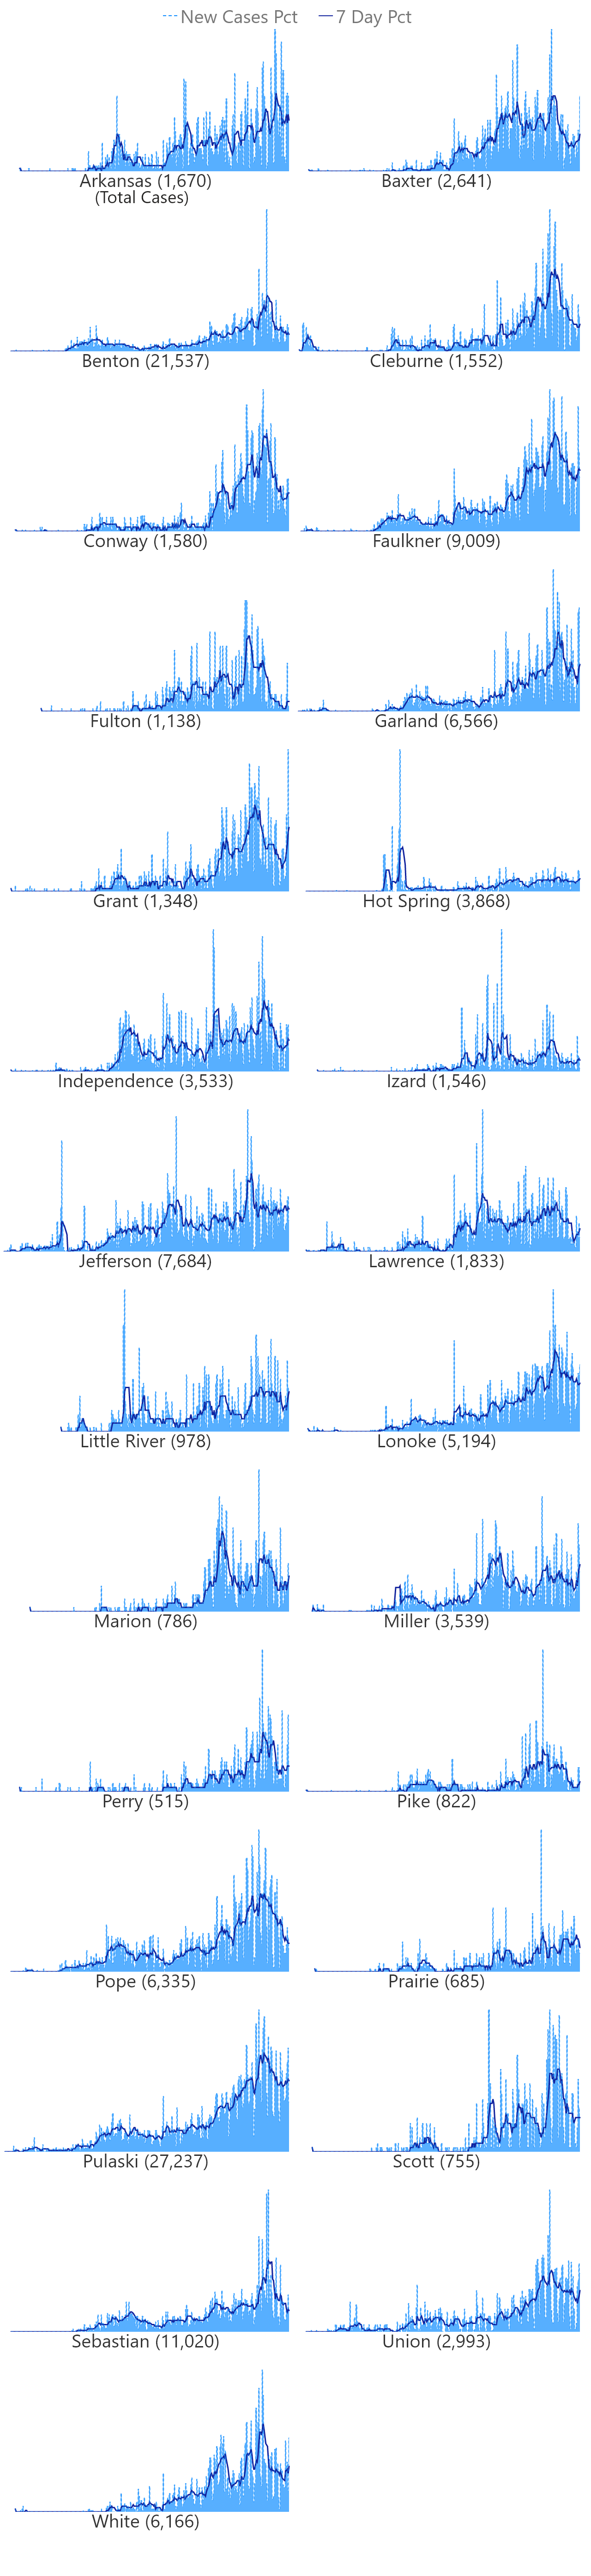 New Cases Pct 7 Day Pct
Arkansas (1,670) Baxter (2,641)
(Total Cases)
Benton (21,537) Cleburne (1,552)
Conway (1,580) Faulkner (9,009)
Fulton (1,138) Garland (6,566)
Grant (1,348) Hot Spring (3,868)
Independence (3,533) Izard (1,546)
Jefferson (7,684) Lawrence (1,833)
Little River (978) Lonoke (5,194)
Marion (786) Miller (3,539)
Perry (515) Pike (822)
Pope (6,335) Prairie (685)
Pulaski (27,237) Scott (755)
Sebastian (11,020) Union (2,993)
White (6,166)